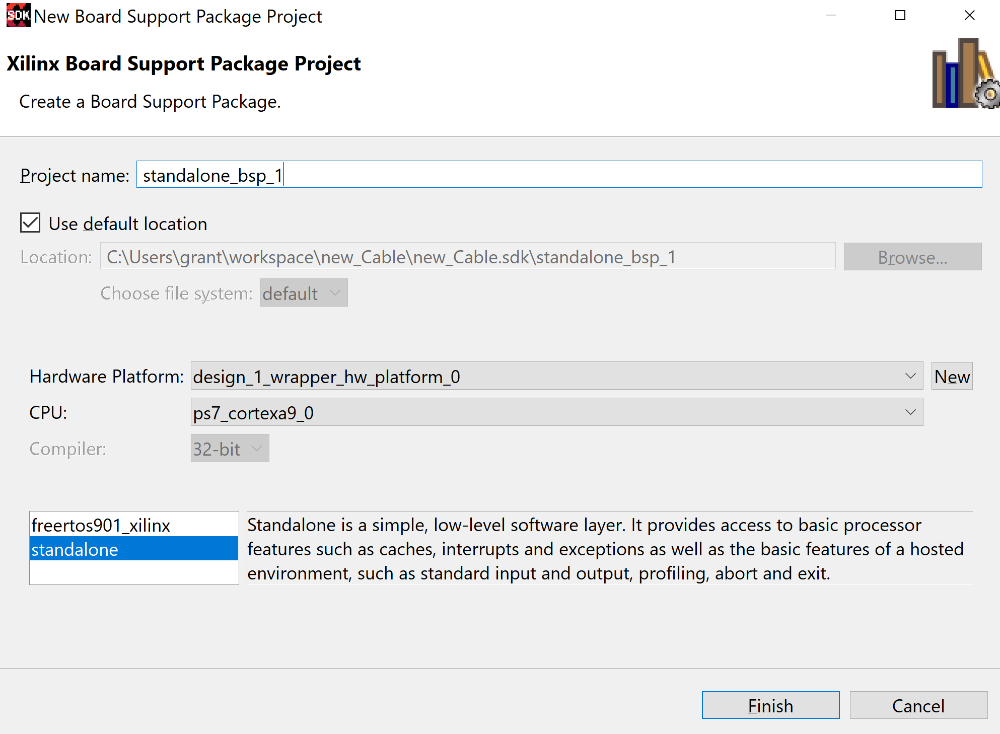 SDK New Board Support Package Project
Xilinx Board Support Package Project
Create a Board Support Package.
Project name: standalone_bsp_1
Use default location
Location: C:\Users\grant\workspace\new_Cable\new_Cable.sdk\standalone_bsp_1 Browse...
Choose file system: default
Hardware Platform: design_1_wrapper_hw_platform_0 New
CPU: ps7_cortexa9_0
Compiler: 32-bit
freertos901_xilinx
standalone
Standalone is a simple, low-level software layer. It provides access to basic processor
features such as caches, interrupts and exceptions as well as the basic features of a hosted
environment, such as standard input and output, profiling, abort and exit.
Finish Cancel